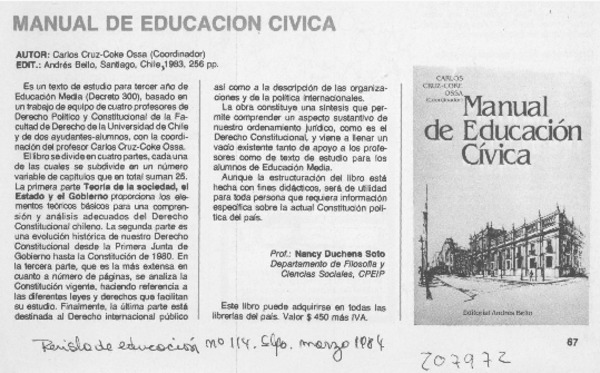 MANUAL DE EDUCACION CIVICA
AUTOR: Carlos Cruz-Coke Ossa (Coordinador)
EDIT.: Andrés Bello, Santiago, Chile, 1983, 256 pp.
Es un texto de estudio para tercer año de
Educación Media (Decreto 300), basado en
un trabajo de equipo de cuatro profesores de
Derecho Político y Constitucional de la Fa-
cultad de Derecho de la Universidad de Chile
y de dos ayudantes-alumnos, con la coordi-
nación del profesor Carlos Cruz-Coke Ossa.
El libro se divide en cuatro partes, cada una
de las cuales se subdivide en un número
variable de capítulos que en total suman 25.
La primera parte Teoría de la sociedad, el
Estado y el Gobierno proporciona los ele-
mentos teóricos básicos para una compren-
sión y análisis adecuados del Derecho
Constitucional chileno. La segunda parte es
una evolución histórica de nuestro Derecho
Constitucional desde la Primera Junta de
Gobierno hasta la Constitución de 1980. En
la tercera parte, que es la más extensa en
cuanto a número de páginas, se analiza la
Constitución vigente, haciendo referencia a
las diferentes leyes y derechos que facilitan
su estudio. Finalmente, la última parte está
destinada al Derecho internacional público
así como a la descripción de las organiza-
ciones y de la política internacionales.
La obra constituye una síntesis que per-
mite comprender un aspecto sustantivo de
nuestro ordenamiento jurídico, como es el
Derecho Constitucional, y viene a llenar un
vacío existente tanto de apoyo a los profe-
sores como de texto de estudio para los
alumnos de Educación Media.
Aunque la estructuración del libro está
hecha con fines didácticos, será de utilidad
para toda persona que requiera información
específica sobre la actual Constitución polí-
tica del país.
Prof.: Nancy Duchens Soto
Departamento de Filosofía y
Ciencias Sociales, CPEIP
Este libro puede adquirirse en todas las
librerías del país. Valor $ 450 más IVA.
CARLOS
CRUZ-COKE
OSSA
(Coordinador)
Manual
de Educación
Cívica
Editorial Andrés Bello
67
Revista de educación nº 114. Stgo. marzo 1984
207972